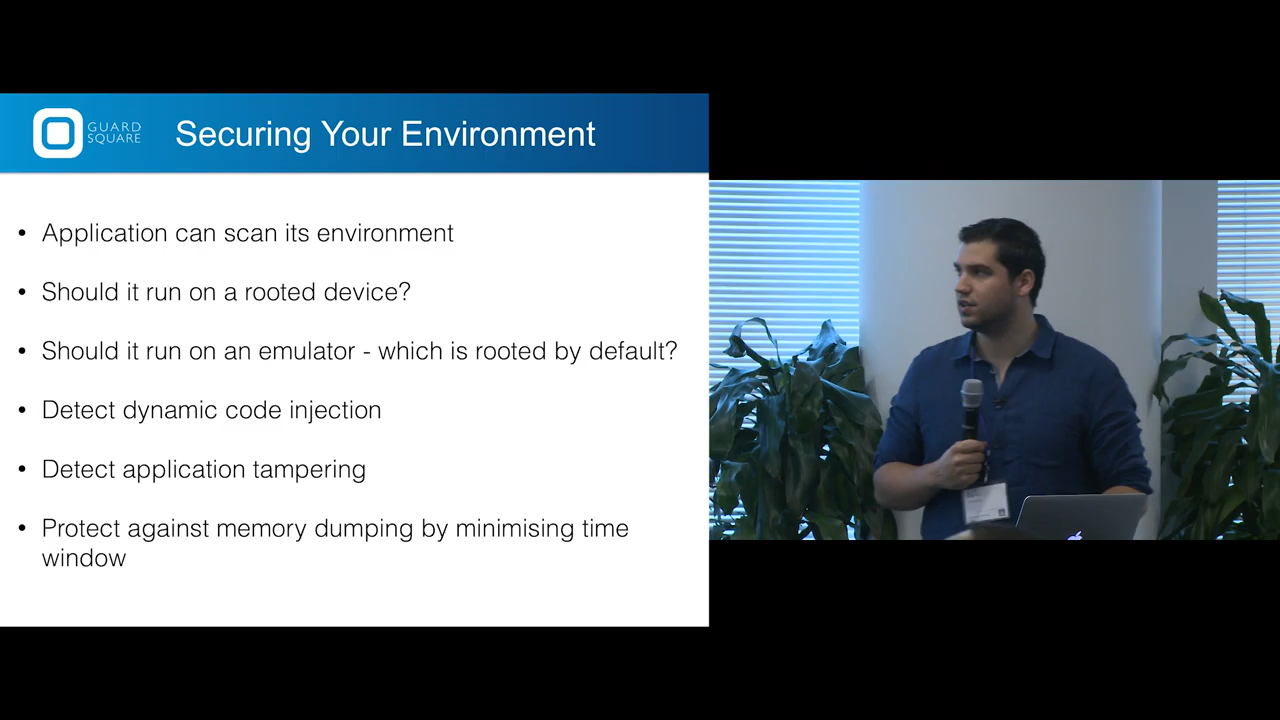 GUARD
SQUARE
Securing Your Environment
• Application can scan its environment
• Should it run on a rooted device?
• Should it run on an emulator - which is rooted by default?
• Detect dynamic code injection
• Detect application tampering
• Protect against memory dumping by minimising time
window